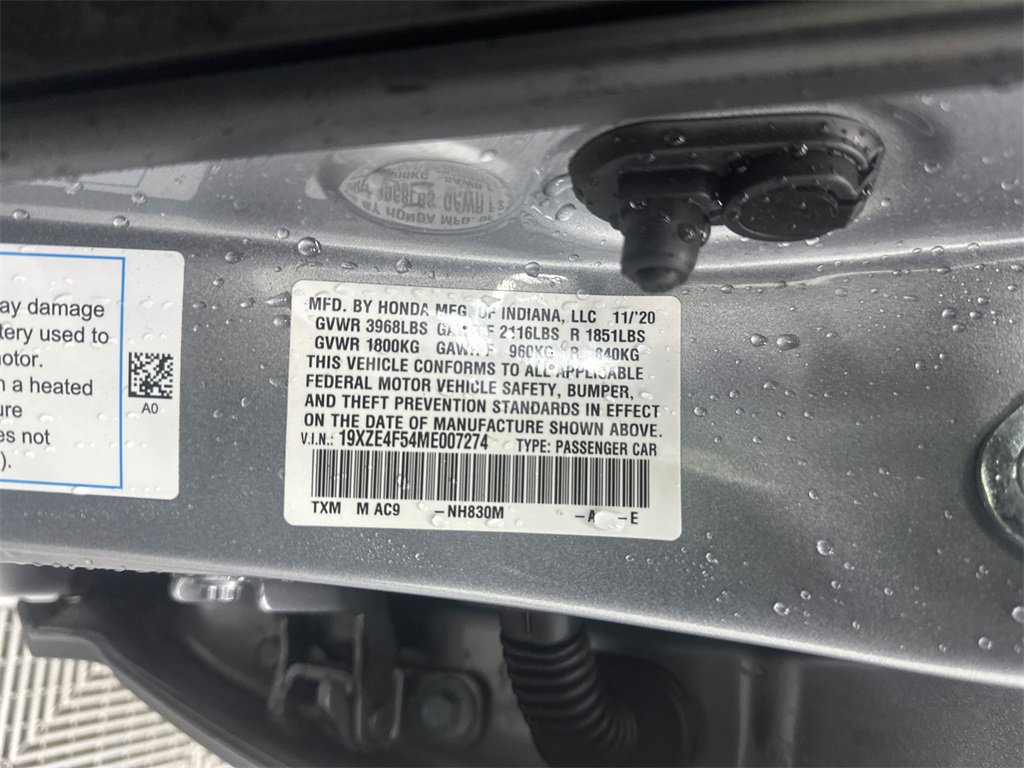 ay damage
tery used to
otor.
n a heated
ure
es not
).
A0
MFD. BY HONDA MFG. OF INDIANA, LLC 11/'20
GVWR 3968LBS GAWR F 2116LBS R 1851LBS
GVWR 1800KG GAWR F 960KG R 840KG
THIS VEHICLE CONFORMS TO ALL APPLICABLE
FEDERAL MOTOR VEHICLE SAFETY, BUMPER,
AND THEFT PREVENTION STANDARDS IN EFFECT
ON THE DATE OF MANUFACTURE SHOWN ABOVE.
V.I.N.: 19XZE4F54ME007274 TYPE: PASSENGER CAR
TXM M AC9 -NH830M -A -E